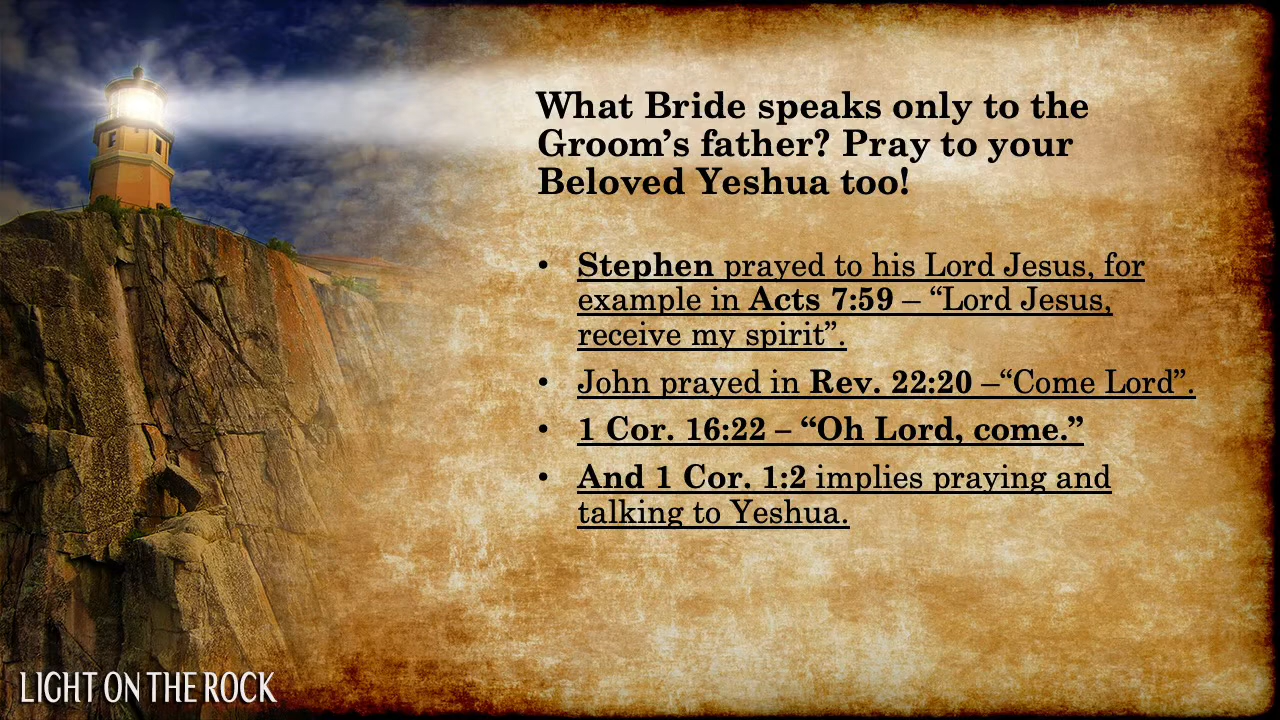 What Bride speaks only to the
Groom’s father? Pray to your
Beloved Yeshua too!
• Stephen prayed to his Lord Jesus, for
example in Acts 7:59 – “Lord Jesus,
receive my spirit”.
• John prayed in Rev. 22:20 –“Come Lord”.
• 1 Cor. 16:22 – “Oh Lord, come.”
• And 1 Cor. 1:2 implies praying and
talking to Yeshua.
LIGHT ON THE ROCK